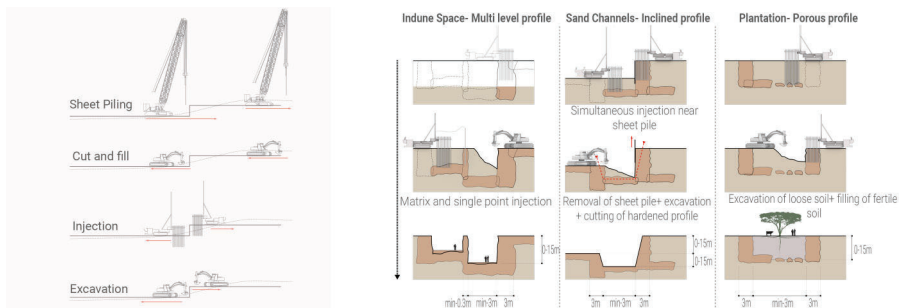 Sheet Piling
Cut and fill
Injection
Excavation
Indune Space- Multi level profile
Matrix and single point injection
0-15m
min-0.3m
min-3m
3m
Sand Channels- Inclined profile
Simultaneous injection near
sheet pile
Removal of sheet pile+ excavation
+ cutting of hardened profile
0-15m
0-15m
3m
min-3m
3m
Plantation- Porous profile
Excavation of loose soil+ filling of fertile
soil
0-15m
3m
min-3m
3m